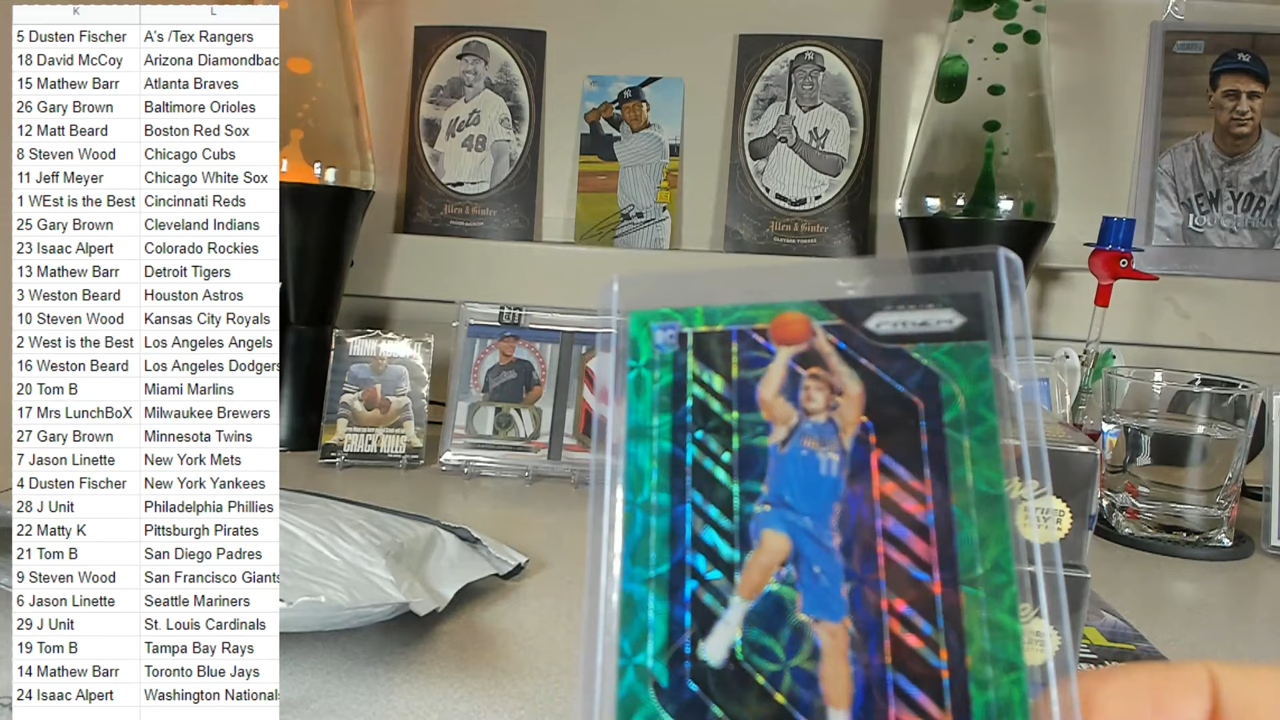 K L
5 Dusten Fischer A's /Tex Rangers
18 David McCoy Arizona Diamondbac
15 Mathew Barr Atlanta Braves
26 Gary Brown Baltimore Orioles
12 Matt Beard Boston Red Sox
8 Steven Wood Chicago Cubs
11 Jeff Meyer Chicago White Sox
1 WEst is the Best Cincinnati Reds
25 Gary Brown Cleveland Indians
23 Isaac Alpert Colorado Rockies
13 Mathew Barr Detroit Tigers
3 Weston Beard Houston Astros
10 Steven Wood Kansas City Royals
2 West is the Best Los Angeles Angels
16 Weston Beard Los Angeles Dodgers
20 Tom B Miami Marlins
17 Mrs LunchBoX Milwaukee Brewers
27 Gary Brown Minnesota Twins
7 Jason Linette New York Mets
4 Dusten Fischer New York Yankees
28 J Unit Philadelphia Phillies
22 Matty K Pittsburgh Pirates
21 Tom B San Diego Padres
9 Steven Wood San Francisco Giants
6 Jason Linette Seattle Mariners
29 J Unit St. Louis Cardinals
19 Tom B Tampa Bay Rays
14 Mathew Barr Toronto Blue Jays
24 Isaac Alpert Washington National
Mets
48
Allen & Ginter
Allen & Ginter
GLEYBER TORRES
NEW YORK
THINK ABOUT IT
CRACK KILLS
RC
PRIZM
77